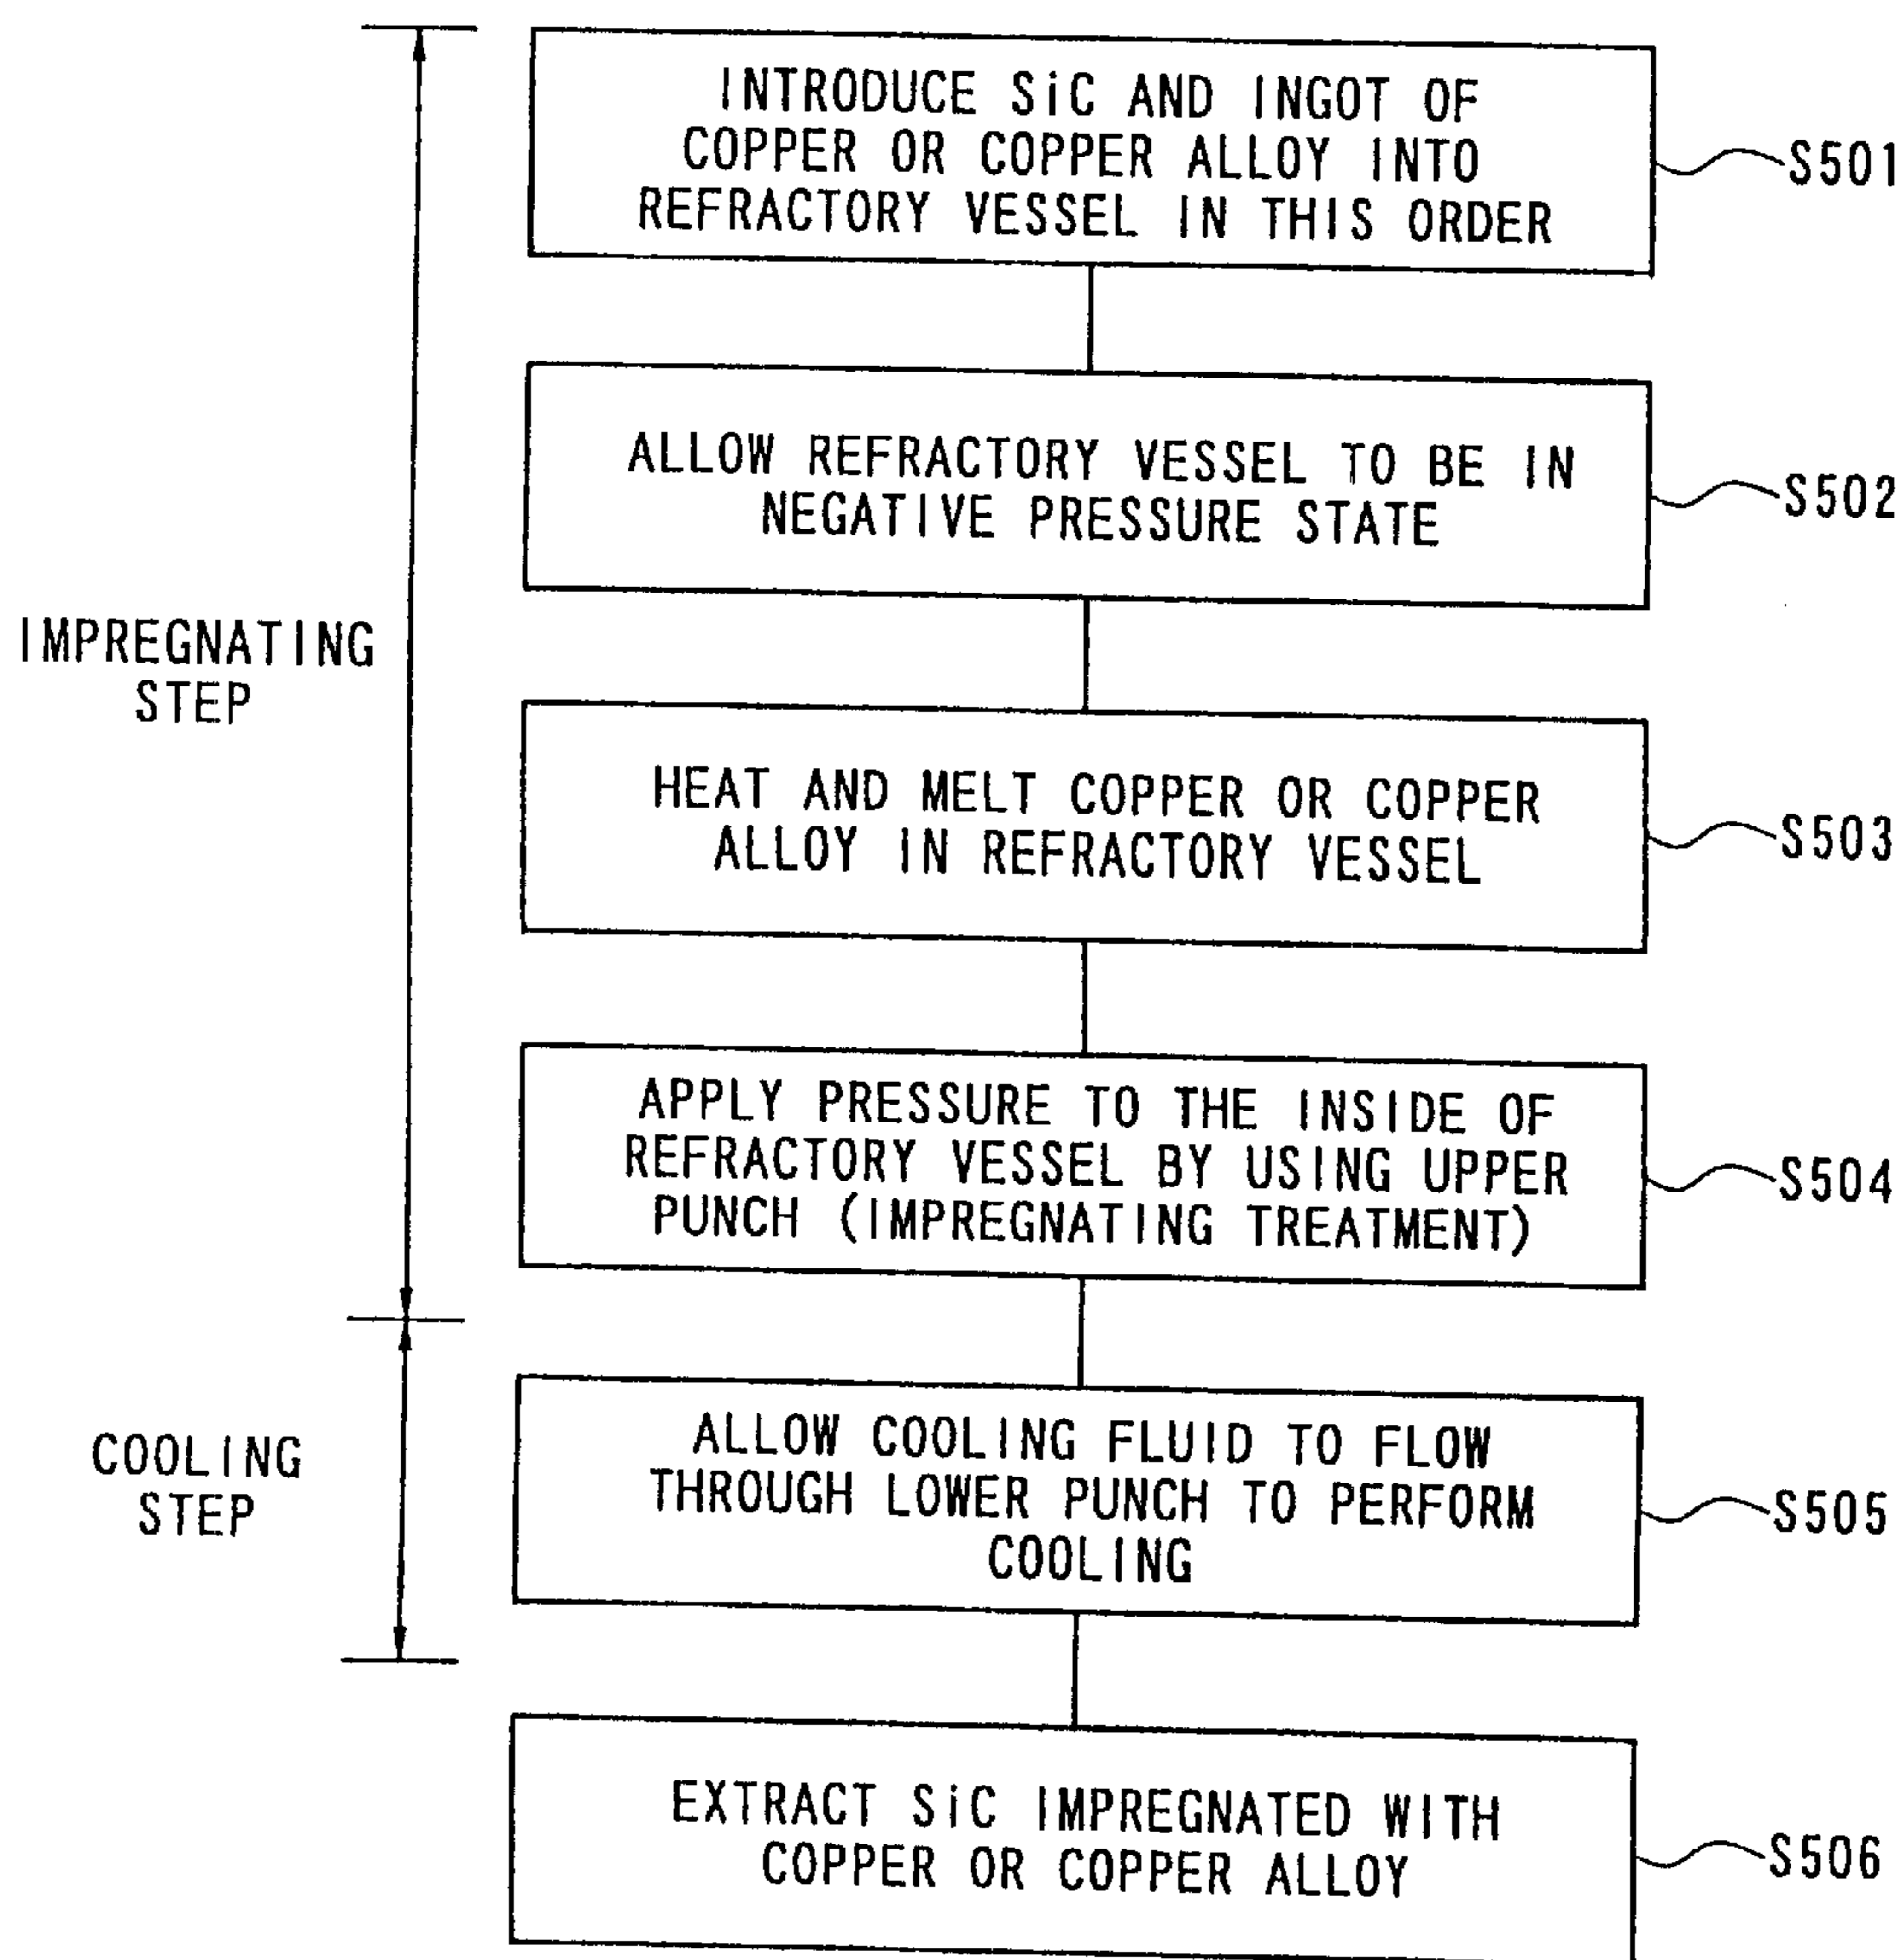 INTRODUCE SiC AND INGOT OF
COPPER OR COPPER ALLOY INTO
REFRACTORY VESSEL IN THIS ORDER
S501
ALLOW REFRACTORY VESSEL TO BE IN
NEGATIVE PRESSURE STATE
S502
IMPREGNATING
STEP
HEAT AND MELT COPPER OR COPPER
ALLOY IN REFRACTORY VESSEL
S503
APPLY PRESSURE TO THE INSIDE OF
REFRACTORY VESSEL BY USING UPPER
PUNCH (IMPREGNATING TREATMENT)
S504
COOLING
STEP
ALLOW COOLING FLUID TO FLOW
THROUGH LOWER PUNCH TO PERFORM
COOLING
S505
EXTRACT SiC IMPREGNATED WITH
COPPER OR COPPER ALLOY
S506